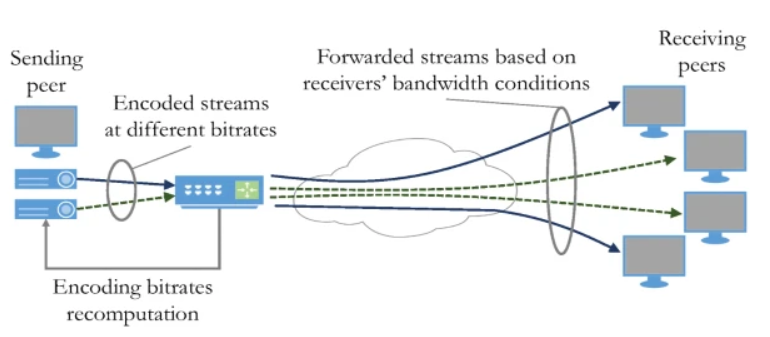 Sending
peer
Encoded streams
at different bitrates
Forwarded streams based on
receivers' bandwidth conditions
Receiving
peers
Encoding bitrates
recomputation